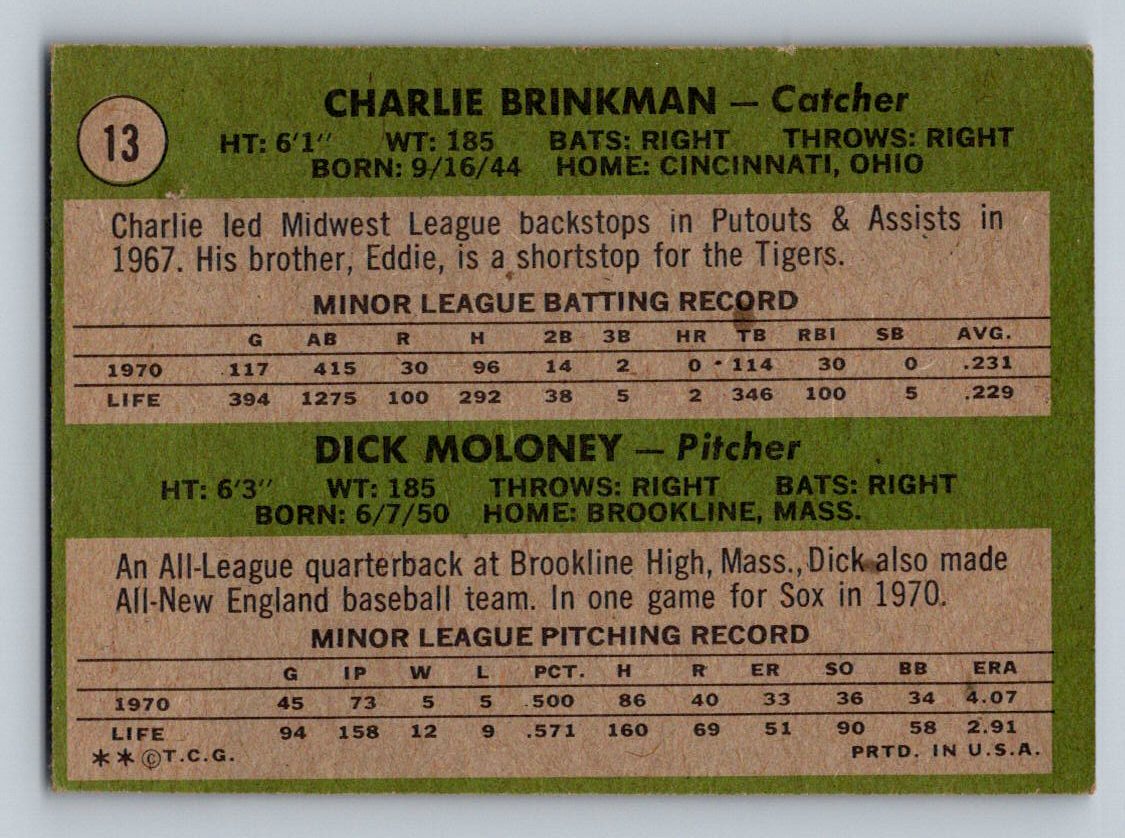 13
CHARLIE BRINKMAN — Catcher
HT: 6'1" WT: 185 BATS: RIGHT THROWS: RIGHT
BORN: 9/16/44 HOME: CINCINNATI, OHIO
Charlie led Midwest League backstops in Putouts & Assists in
1967. His brother, Eddie, is a shortstop for the Tigers.
MINOR LEAGUE BATTING RECORD
G AB R H 2B 3B HR TB RBI SB AVG.
1970 117 415 30 96 14 2 0 114 30 0 .231
LIFE 394 1275 100 292 38 5 2 346 100 5 .229
DICK MOLONEY — Pitcher
HT: 6'3" WT: 185 THROWS: RIGHT BATS: RIGHT
BORN: 6/7/50 HOME: BROOKLINE, MASS.
An All-League quarterback at Brookline High, Mass., Dick also made
All-New England baseball team. In one game for Sox in 1970.
MINOR LEAGUE PITCHING RECORD
G IP W L PCT. H R ER SO BB ERA
1970 45 73 5 5 .500 86 40 33 36 34 4.07
LIFE 94 158 12 9 .571 160 69 51 90 58 2.91
**©T.C.G. PRTD. IN U.S.A.